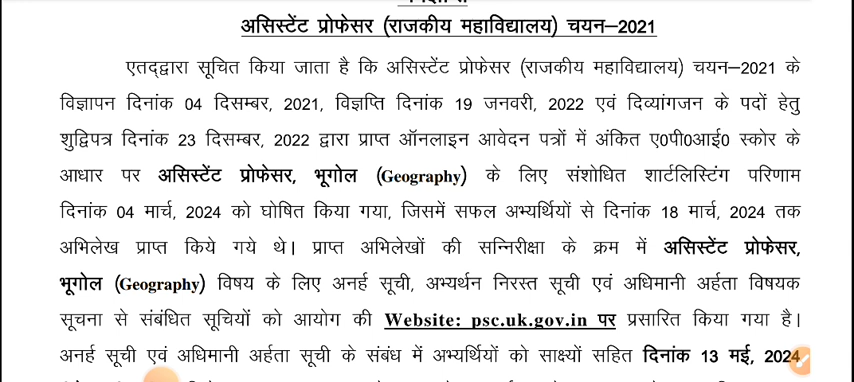 असिस्टेंट प्रोफेसर (राजकीय महाविद्यालय) चयन–2021
एतद्द्वारा सूचित किया जाता है कि असिस्टेंट प्रोफेसर (राजकीय महाविद्यालय) चयन–2021 के
विज्ञापन दिनांक 04 दिसम्बर, 2021, विज्ञप्ति दिनांक 19 जनवरी, 2022 एवं दिव्यांगजन के पदों हेतु
शुद्विपत्र दिनांक 23 दिसम्बर, 2022 द्वारा प्राप्त ऑनलाइन आवेदन पत्रों में अंकित ए0पी0आई0 स्कोर के
आधार पर असिस्टेंट प्रोफेसर, भूगोल (Geography) के लिए संशोधित शार्टलिस्टिंग परिणाम
दिनांक 04 मार्च, 2024 को घोषित किया गया, जिसमें सफल अभ्यर्थियों से दिनांक 18 मार्च, 2024 तक
अभिलेख प्राप्त किये गये थे। प्राप्त अभिलेखों की सन्निरीक्षा के क्रम में असिस्टेंट प्रोफेसर,
भूगोल (Geography) विषय के लिए अनर्ह सूची, अभ्यर्थन निरस्त सूची एवं अधिमानी अर्हता विषयक
सूचना से संबंधित सूचियों को आयोग की Website: psc.uk.gov.in पर प्रसारित किया गया है।
अनर्ह सूची एवं अधिमानी अर्हता सूची के संबंध में अभ्यर्थियों को साक्ष्यों सहित दिनांक 13 मई, 2024